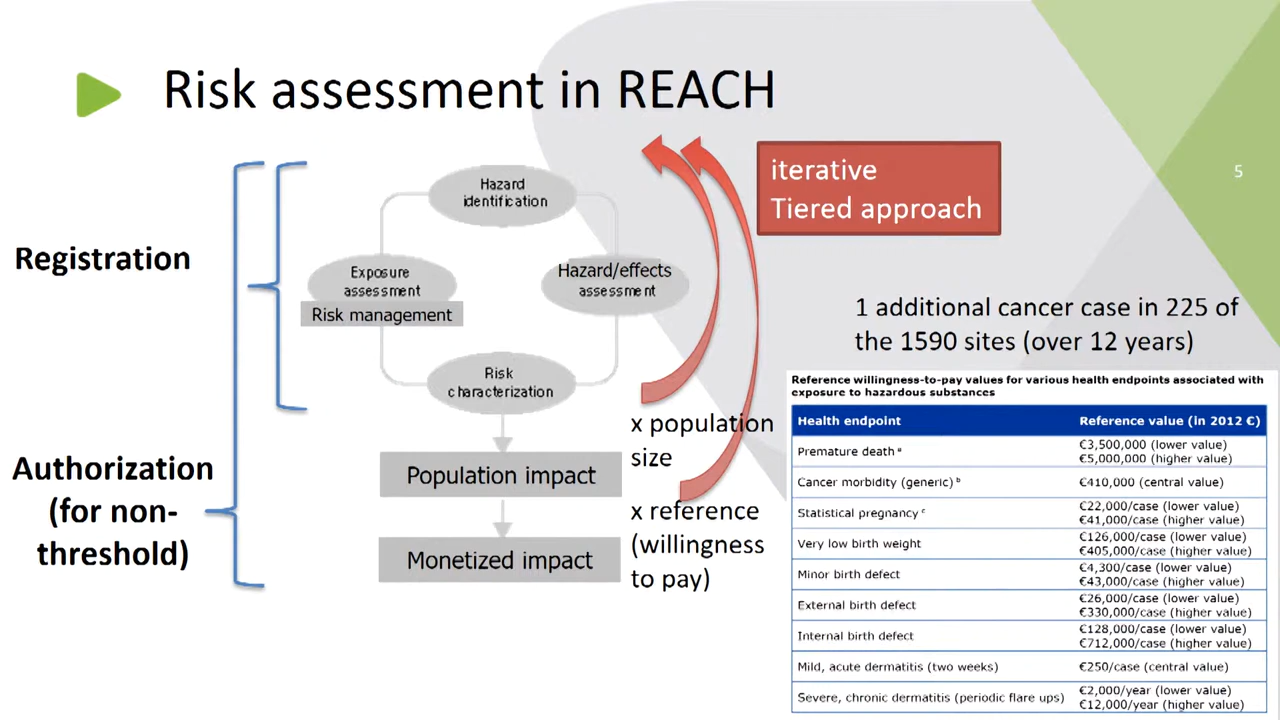 Risk assessment in REACH
5
iterative
Tiered approach
Registration
Hazard
identification
Exposure
assessment
Risk management
Hazard/effects
assessment
Risk
characterization
Authorization
(for non-
threshold)
x population
size
Population impact
x reference
(willingness
to pay)
Monetized impact
1 additional cancer case in 225 of
the 1590 sites (over 12 years)
Reference willingness-to-pay values for various health endpoints associated with
exposure to hazardous substances
Health endpoint Reference value (in 2012 €)
Premature death ᵃ €3,500,000 (lower value)
€5,000,000 (higher value)
Cancer morbidity (generic) ᵇ €410,000 (central value)
Statistical pregnancy ᶜ €22,000/case (lower value)
€41,000/case (higher value)
Very low birth weight €126,000/case (lower value)
€405,000/case (higher value)
Minor birth defect €4,300/case (lower value)
€43,000/case (higher value)
External birth defect €26,000/case (lower value)
€330,000/case (higher value)
Internal birth defect €128,000/case (lower value)
€712,000/case (higher value)
Mild, acute dermatitis (two weeks) €250/case (central value)
Severe, chronic dermatitis (periodic flare ups) €2,000/year (lower value)
€12,000/year (higher value)